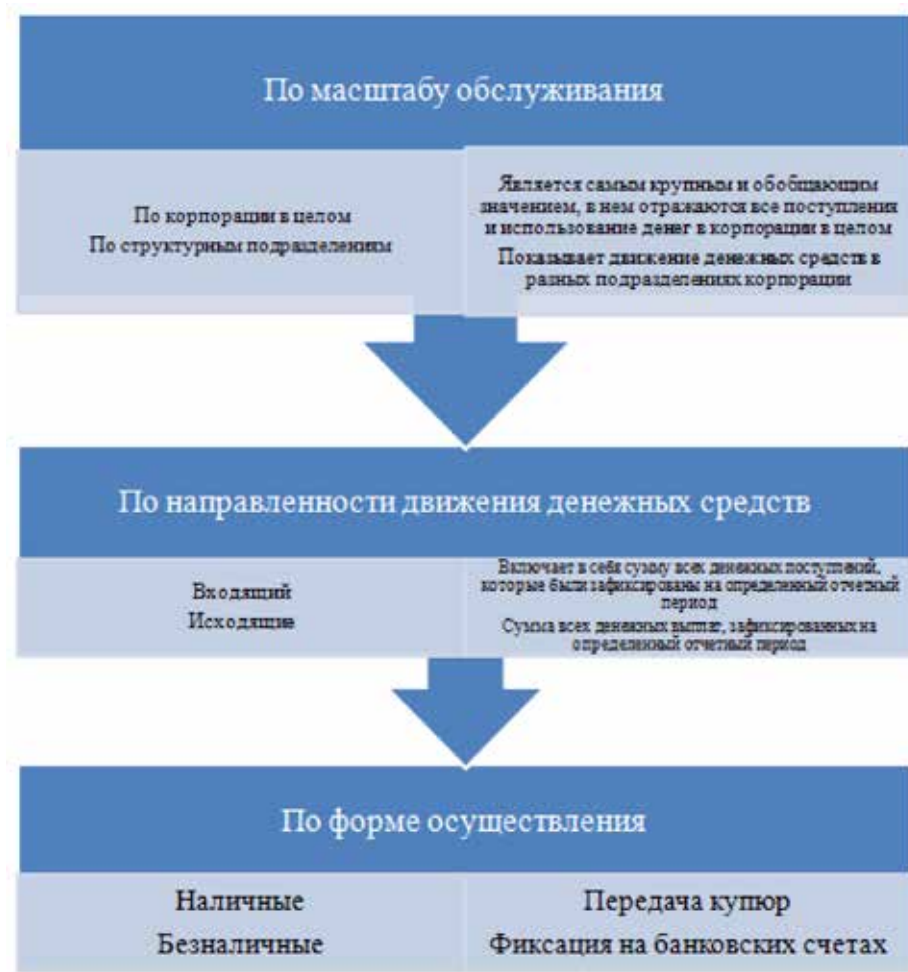 По масштабу обслуживания
По корпорации в целом
По структурным подразделениям
Является самым крупным и обобщающим
значением, в нем отражаются все поступления
и использование денег в корпорации в целом
Показывает движение денежных средств в
разных подразделениях корпорации
По направленности движения денежных средств
Входящий
Исходящие
Включает в себя сумму всех денежных поступлений,
которые были зафиксированы на определенный отчетный
период
Сумма всех денежных выплат, зафиксированных на
определенный отчетный период
По форме осуществления
Наличные
Безналичные
Передача купюр
Фиксация на банковских счетах